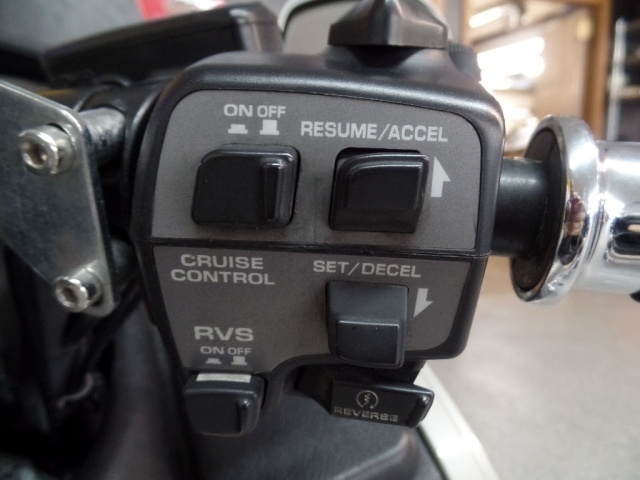 ON OFF
RESUME/ACCEL
CRUISE
CONTROL
SET/DECEL
RVS
ON OFF
REVERSE